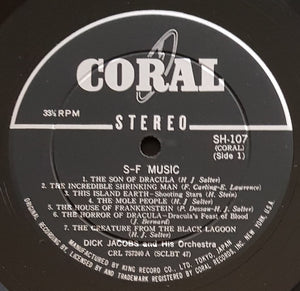 CORAL
33⅓ RPM
STEREO
SH-107
(CORAL)
(Side 1)
S-F MUSIC
1. THE SON OF DRACULA (H. J Salter)
2. THE INCREDIBLE SHRINKING MAN (F. Carling-E. Lawrence)
3. THIS ISLAND EARTH-Shooting Stars (H. Stein)
4. THE MOLE PEOPLE (H J Salter)
5. THE HOUSE OF FRANKENSTEIN (P. Dessau-H. J. Salter)
6. THE HORROR OF DRACULA-Dracula's Feast of Blood
(J. Bernard)
7. THE CREATURE FROM THE BLACK LAGOON
(H. J. Salter)
DICK JACOBS and His Orchestra
CRL 757240 A (SCLBT 47)
MANUFACTURED BY KING RECORD CO., LTD. TOKYO, JAPAN
LICENSED BY AND TRADEMARK OF CORAL RECORDS, INC., NEW YORK, U.S.A.